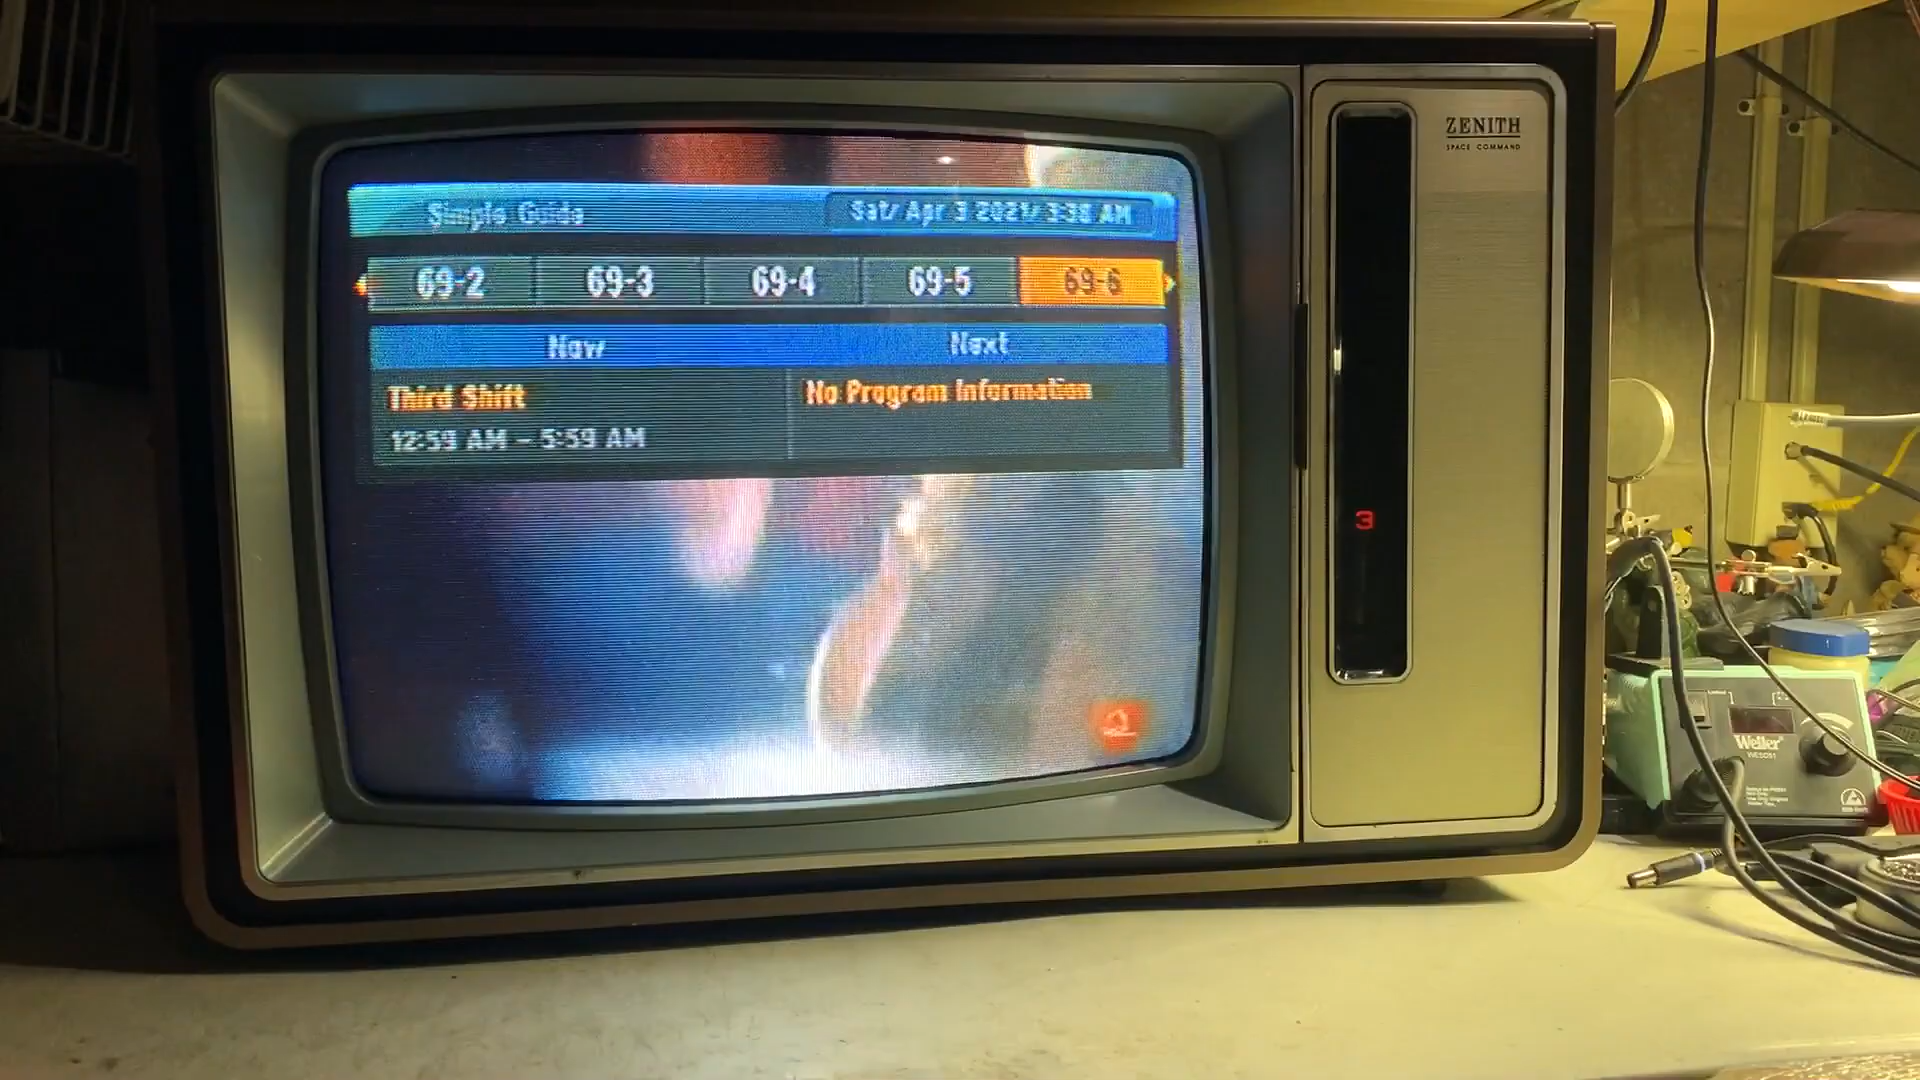 ZENITH
SPACE COMMAND
Simple Guide
Sat/ Apr 3 2021/ 3:38 AM
69-2 69-3 69-4 69-5 69-6
Now Next
Third Shift No Program Information
12:59 AM - 5:59 AM
3
Weller
WESD51